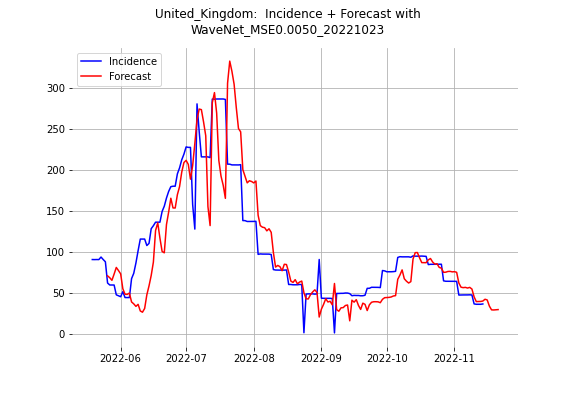 United_Kingdom:  Incidence + Forecast with
WaveNet_MSE0.0050_20221023
Incidence
Forecast
300
250
200
150
100
50
0
2022-06 2022-07 2022-08 2022-09 2022-10 2022-11